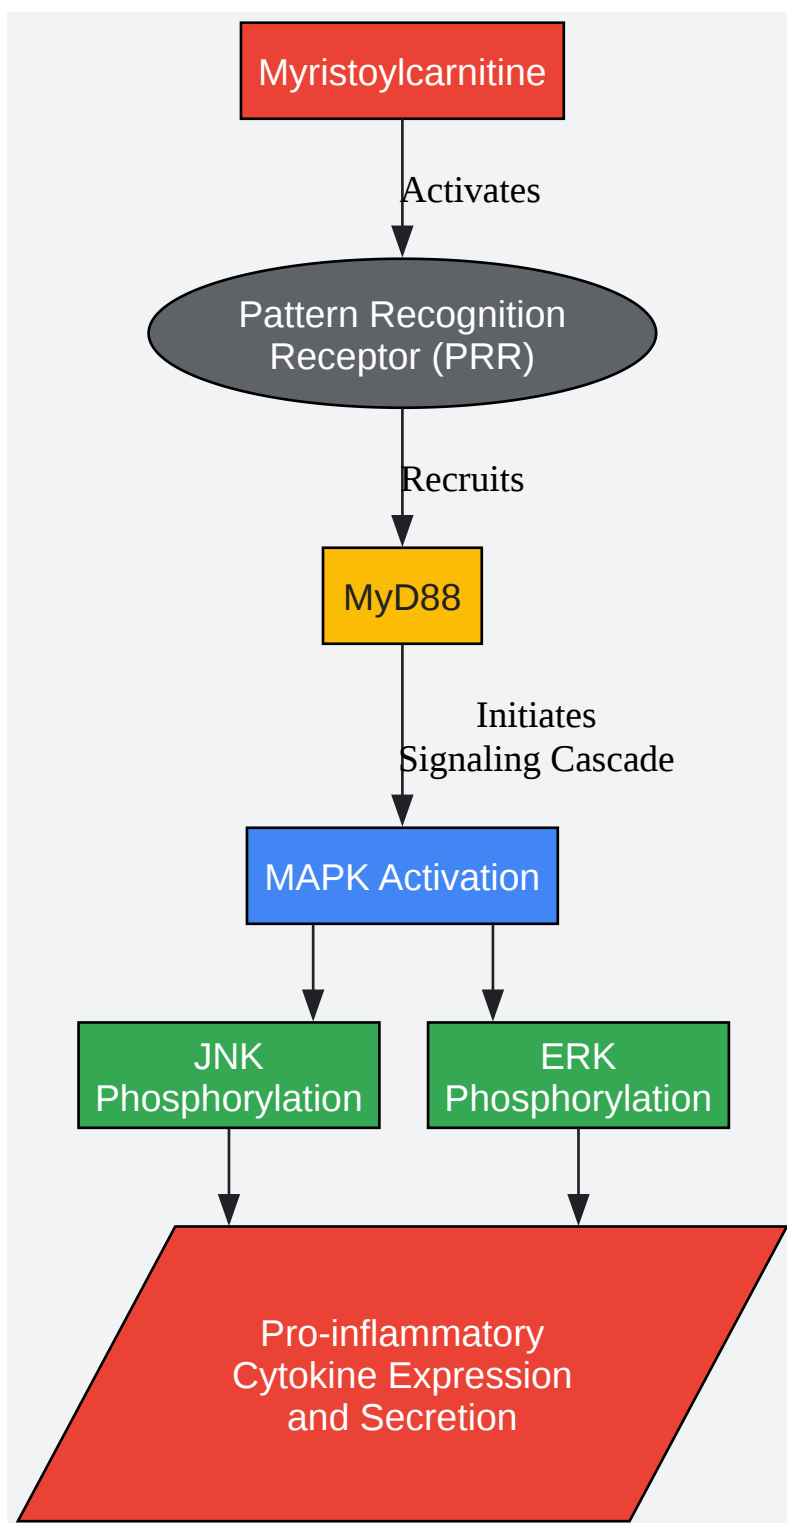 Myristoylcarnitine
Activates
Pattern Recognition
Receptor (PRR)
Recruits
MyD88
Initiates
Signaling Cascade
MAPK Activation
JNK
Phosphorylation
ERK
Phosphorylation
Pro-inflammatory
Cytokine Expression
and Secretion